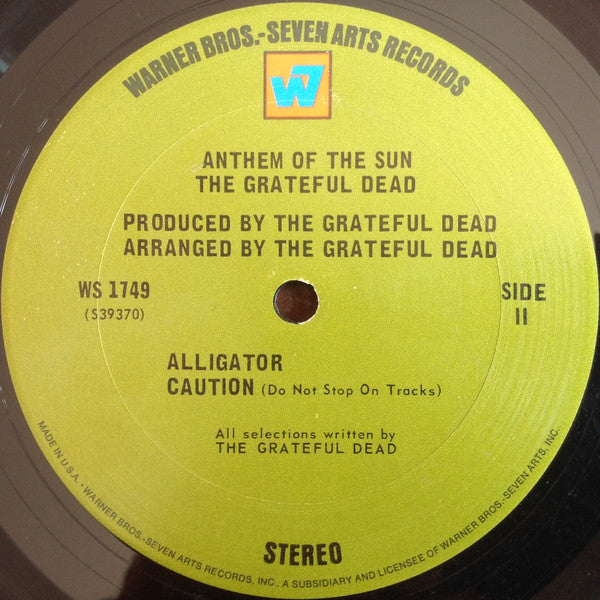 WARNER BROS.-SEVEN ARTS RECORDS
W7
ANTHEM OF THE SUN
THE GRATEFUL DEAD
PRODUCED BY THE GRATEFUL DEAD
ARRANGED BY THE GRATEFUL DEAD
WS 1749
(S39370)
SIDE
II
ALLIGATOR
CAUTION (Do Not Stop On Tracks)
All selections written by
THE GRATEFUL DEAD
STEREO
MADE IN U.S.A. - WARNER BROS.-SEVEN ARTS RECORDS, INC., A SUBSIDIARY AND LICENSEE OF WARNER BROS.-SEVEN ARTS, INC.